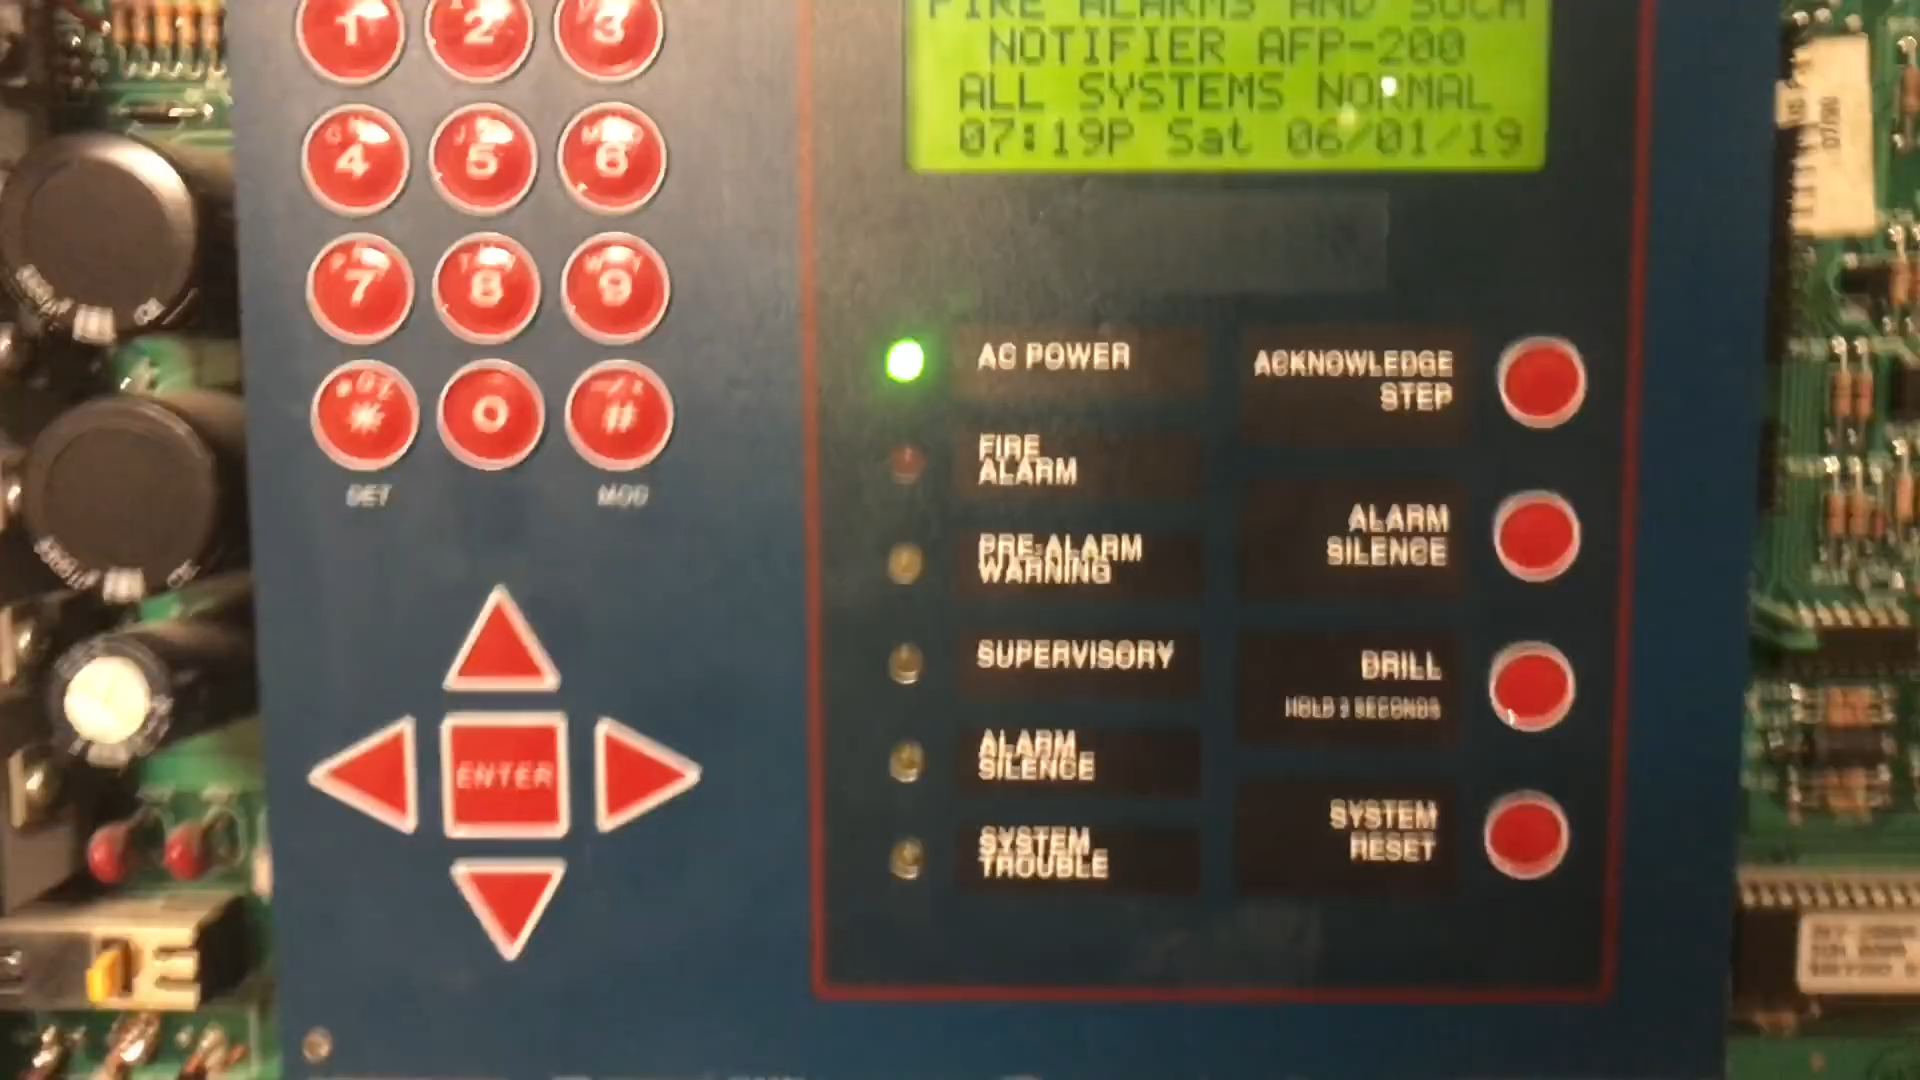 FIRE ALARMS AND SUCH
NOTIFIER AFP-200
ALL SYSTEMS NORMAL
07:19P Sat 06/01/19
1
2
3
4
5
6
7
8
9
*
0
#
DET
MOD
ENTER
AC POWER
FIRE
ALARM
PRE-ALARM
WARNING
SUPERVISORY
ALARM
SILENCE
SYSTEM
TROUBLE
ACKNOWLEDGE
STEP
ALARM
SILENCE
DRILL
HOLD 2 SECONDS
SYSTEM
RESET